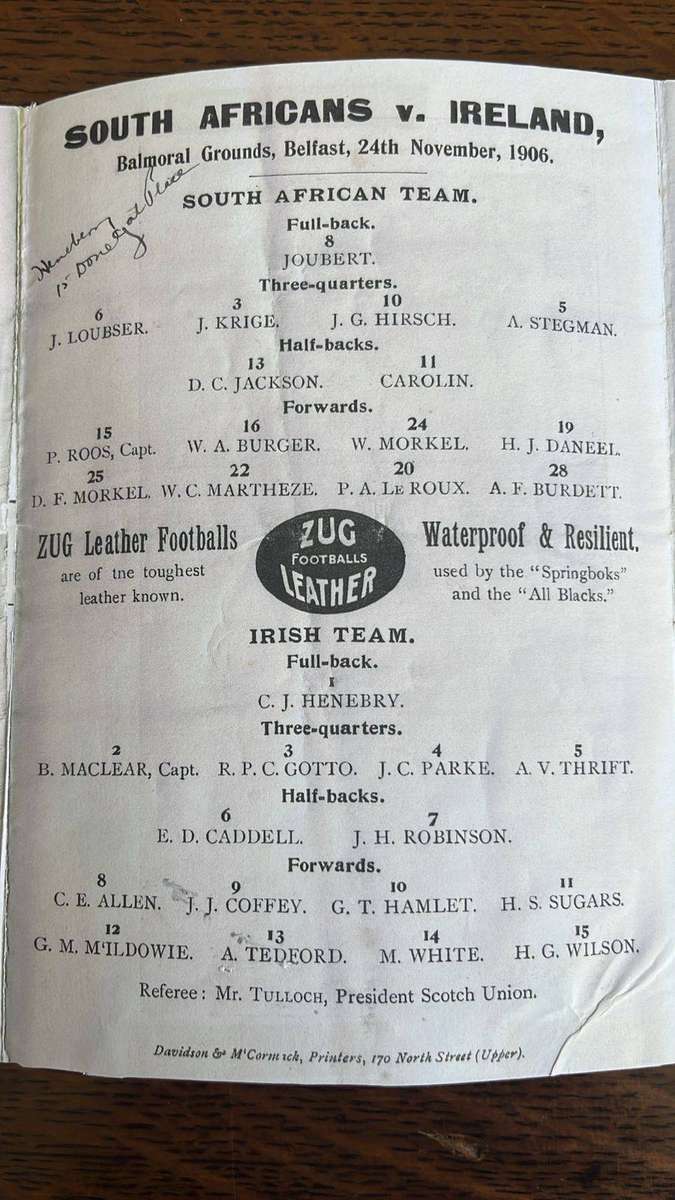 SOUTH AFRICANS v. IRELAND,
Balmoral Grounds, Belfast, 24th November, 1906.
Henebery
15 Donegal Place
SOUTH AFRICAN TEAM.
Full-back.
8
JOUBERT.
Three-quarters.
6 3 10 5
J. LOUBSER. J. KRIGE. J. G. HIRSCH. A. STEGMAN.
Half-backs.
13 11
D. C. JACKSON. CAROLIN.
Forwards.
15 16 24 19
P. ROOS, Capt. W. A. BURGER. W. MORKEL. H. J. DANEEL.
25 22 20 28
D. F. MORKEL. W. C. MARTHEZE. P. A. LE ROUX. A. F. BURDETT.
ZUG Leather Footballs
are of tne toughest
leather known.
ZUG
FOOTBALLS
LEATHER
Waterproof & Resilient,
used by the "Springboks"
and the "All Blacks."
IRISH TEAM.
Full-back.
1
C. J. HENEBRY.
Three-quarters.
2 3 4 5
B. MACLEAR, Capt. R. P. C. GOTTO. J. C. PARKE. A. V. THRIFT.
Half-backs.
6 7
E. D. CADDELL. J. H. ROBINSON.
Forwards.
8 9 10 11
C. E. ALLEN. J. J. COFFEY. G. T. HAMLET. H. S. SUGARS.
12 13 14 15
G. M. M'ILDOWIE. A. TEDFORD. M. WHITE. H. G. WILSON.
Referee: Mr. TULLOCH, President Scotch Union.
Davidson & M'Cormick, Printers, 170 North Street (Upper).